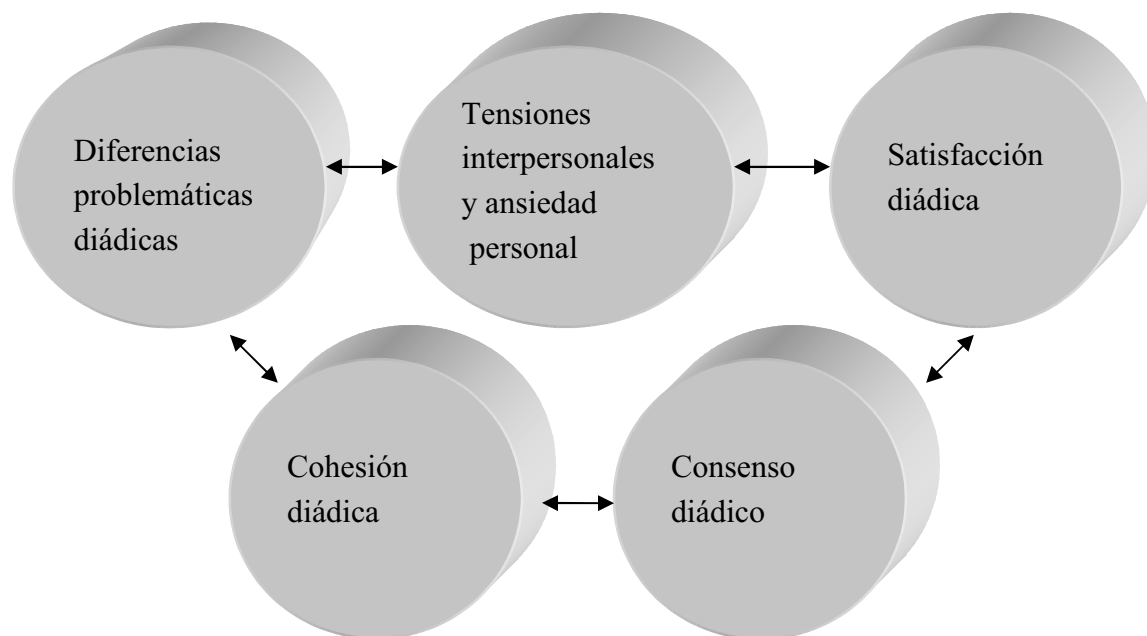 Diferencias
problemáticas
diádicas
Tensiones
interpersonales
y ansiedad
personal
Satisfacción
diádica
Cohesión
diádica
Consenso
diádico